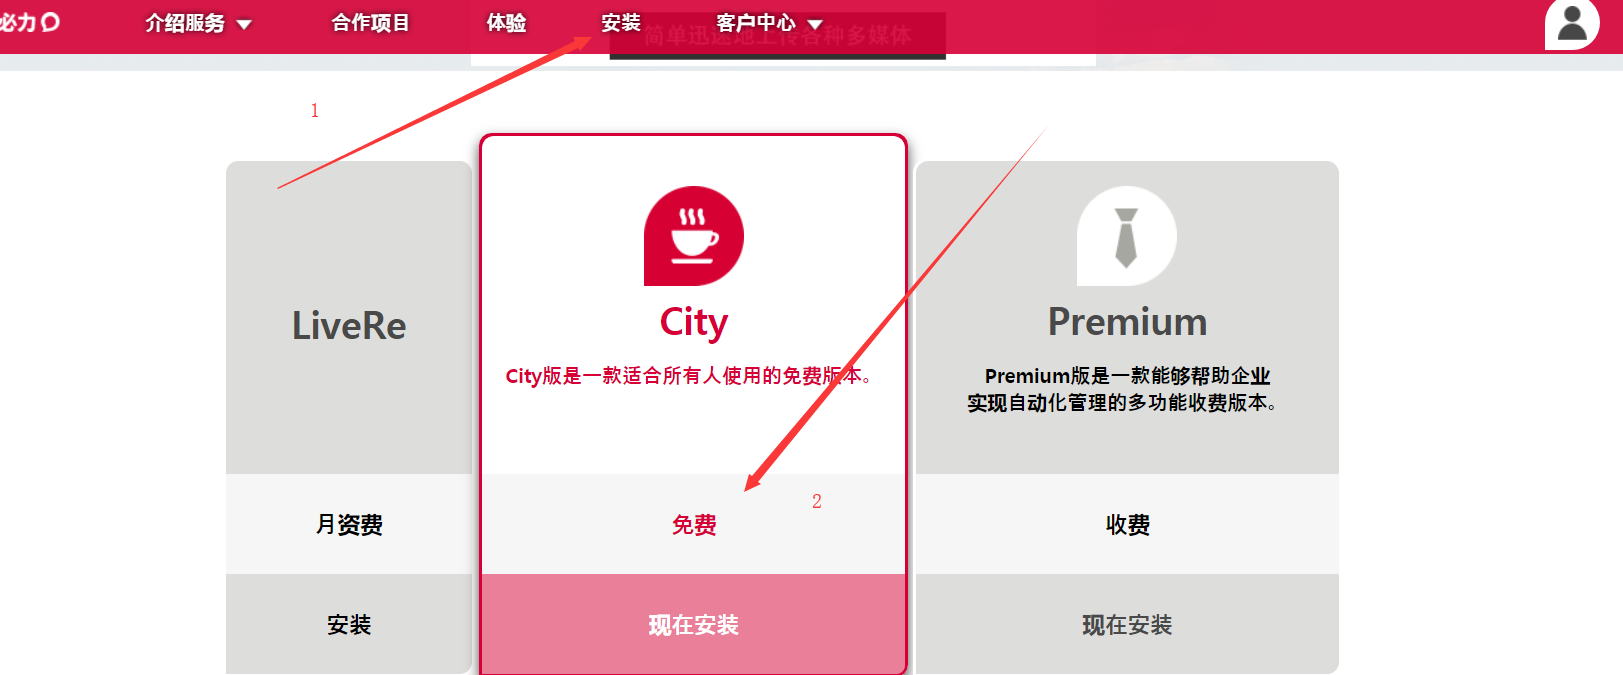 必力
介绍服务 合作项目 体验 安装 客户中心
简单迅速地上传各种多媒体
1
LiveRe
City
Premium
City版是一款适合所有人使用的免费版本。
Premium版是一款能够帮助企业
实现自动化管理的多功能收费版本。
2
月资费 免费 收费
安装 现在安装 现在安装